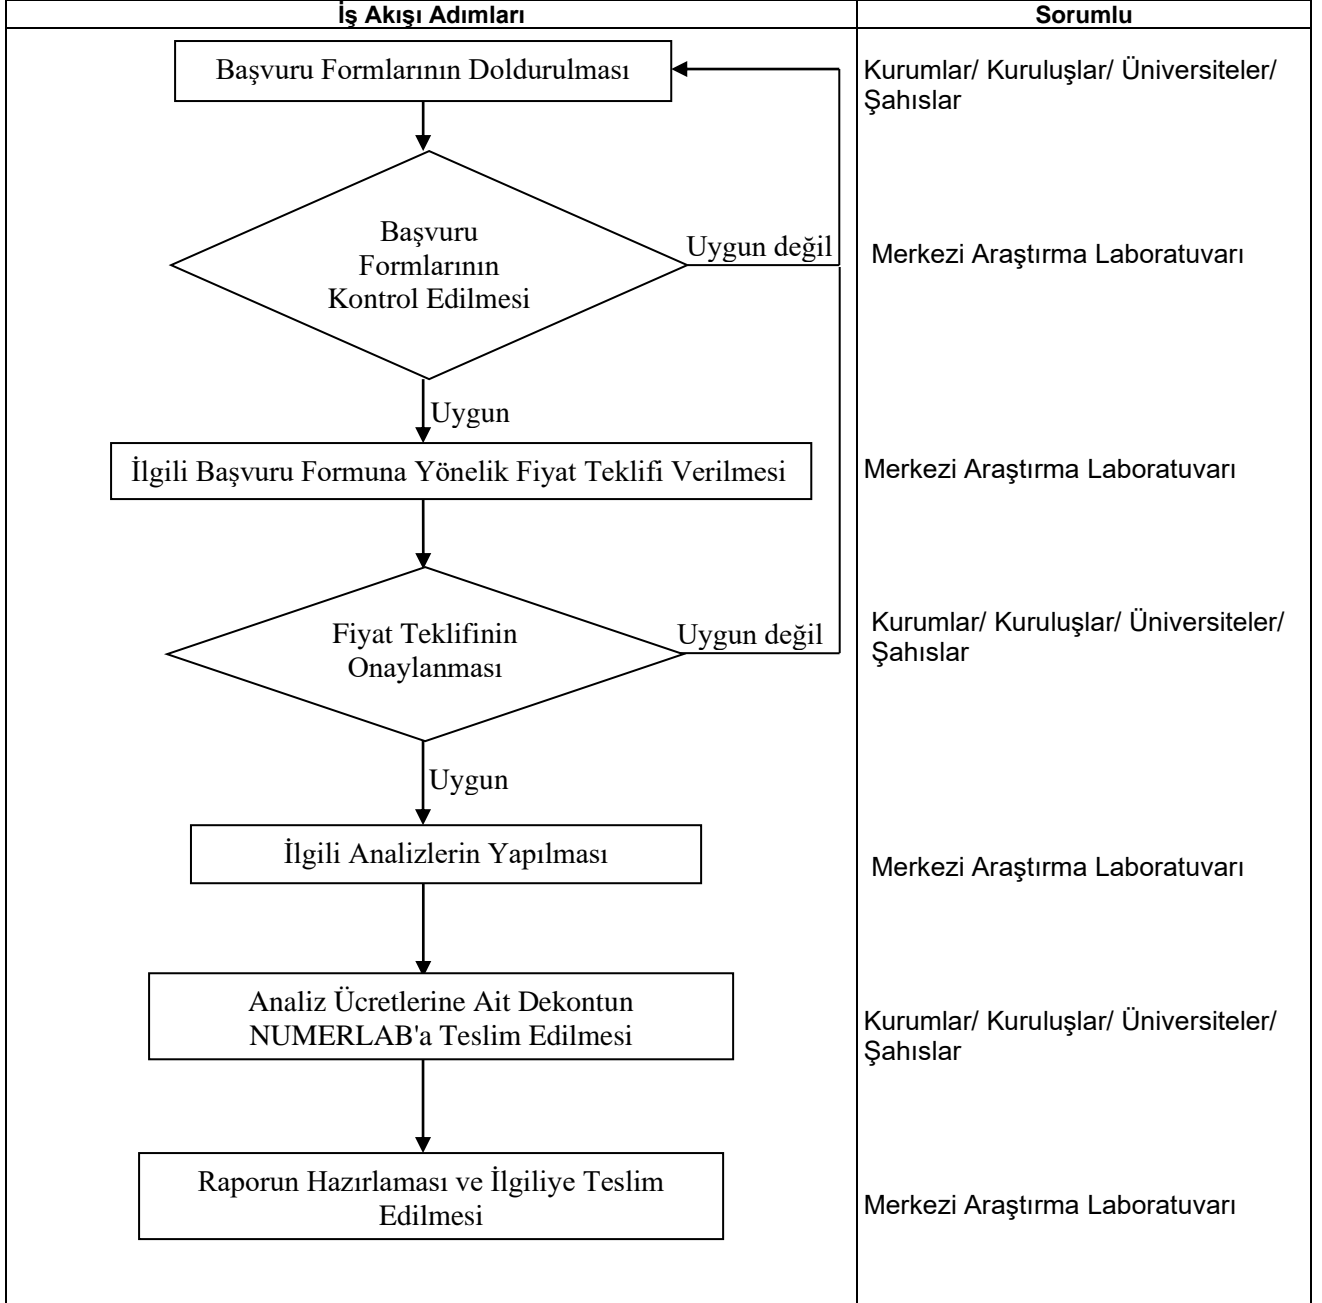 İş Akışı Adımları
Sorumlu
Başvuru Formlarının Doldurulması
Kurumlar/ Kuruluşlar/ Üniversiteler/
Şahıslar
Başvuru
Formlarının
Kontrol Edilmesi
Uygun değil
Merkezi Araştırma Laboratuvarı
Uygun
İlgili Başvuru Formuna Yönelik Fiyat Teklifi Verilmesi
Merkezi Araştırma Laboratuvarı
Fiyat Teklifinin
Onaylanması
Uygun değil
Kurumlar/ Kuruluşlar/ Üniversiteler/
Şahıslar
Uygun
İlgili Analizlerin Yapılması
Merkezi Araştırma Laboratuvarı
Analiz Ücretlerine Ait Dekontun
NUMERLAB'a Teslim Edilmesi
Kurumlar/ Kuruluşlar/ Üniversiteler/
Şahıslar
Raporun Hazırlaması ve İlgiliye Teslim
Edilmesi
Merkezi Araştırma Laboratuvarı